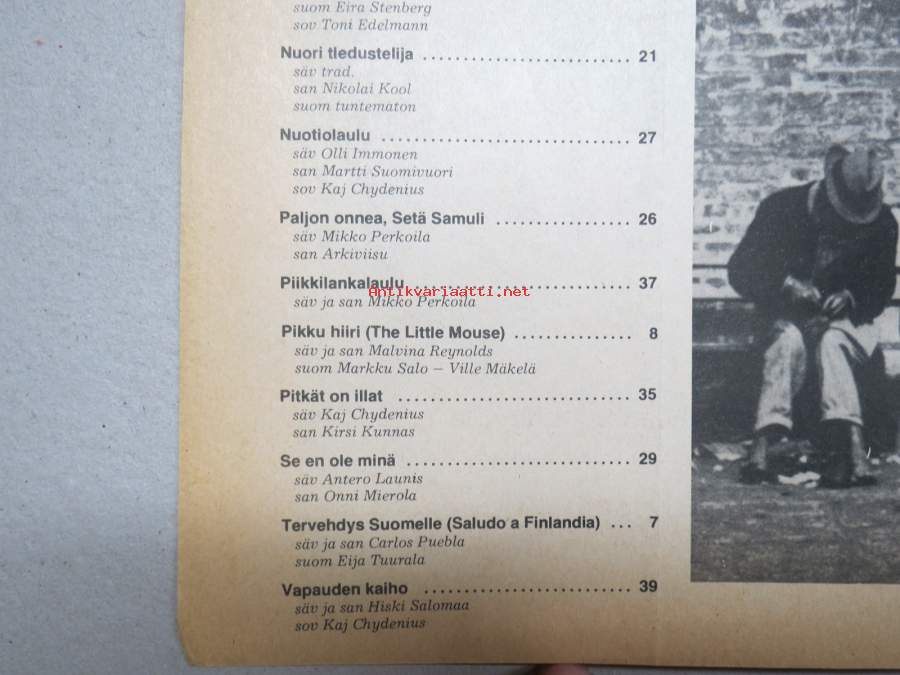 suom Eira Stenberg
sov Toni Edelmann
Nuori tledustelija ........................... 21
säv trad.
san Nikolai Kool
suom tuntematon
Nuotiolaulu ................................ 27
säv Olli Immonen
san Martti Suomivuori
sov Kaj Chydenius
Paljon onnea, Setä Samuli ................. 26
säv Mikko Perkoila
san Arkiviisu
Piikkilankalaulu ............................ 37
Antikvariaatti.net
säv ja san Mikko Perkoila
Pikku hiiri (The Little Mouse) ............... 8
säv ja san Malvina Reynolds
suom Markku Salo – Ville Mäkelä
Pitkät on illat ............................. 35
säv Kaj Chydenius
san Kirsi Kunnas
Se en ole minä ............................ 29
säv Antero Launis
san Onni Mierola
Tervehdys Suomelle (Saludo a Finlandia) ... 7
säv ja san Carlos Puebla
suom Eija Tuurala
Vapauden kaiho .......................... 39
säv ja san Hiski Salomaa
sov Kaj Chydenius